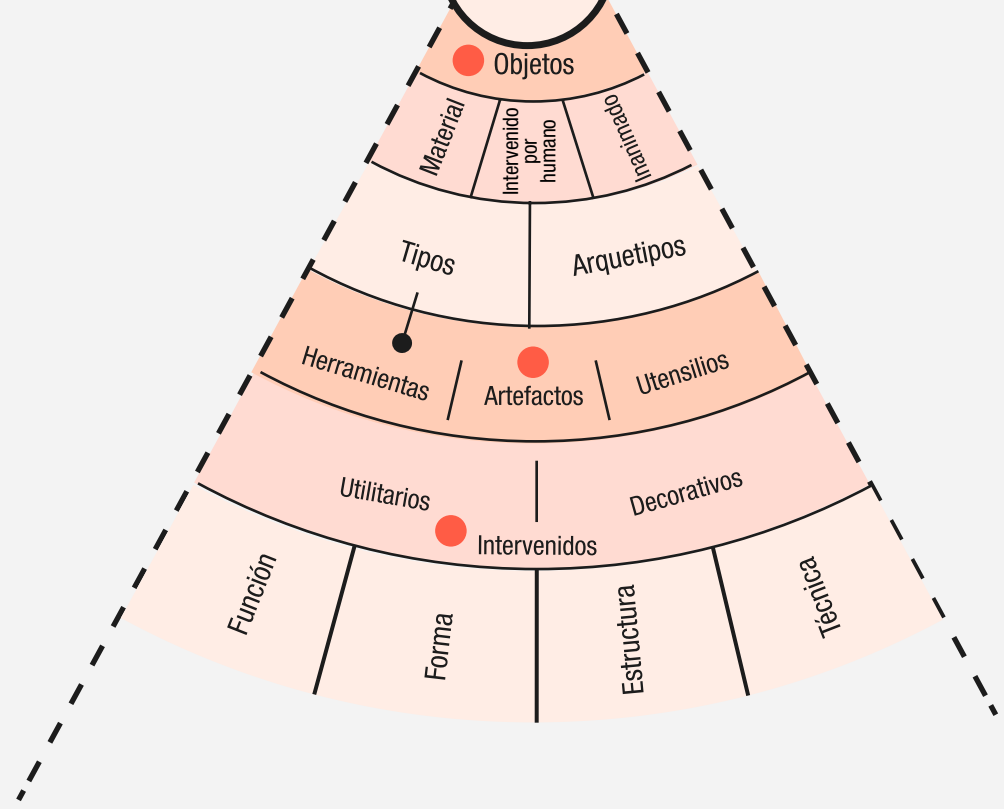 Objetos
Material
Intervenido
por
humano
Inanimado
Tipos
Arquetipos
Herramientas
Artefactos
Utensilios
Utilitarios
Decorativos
Intervenidos
Función
Forma
Estructura
Técnica